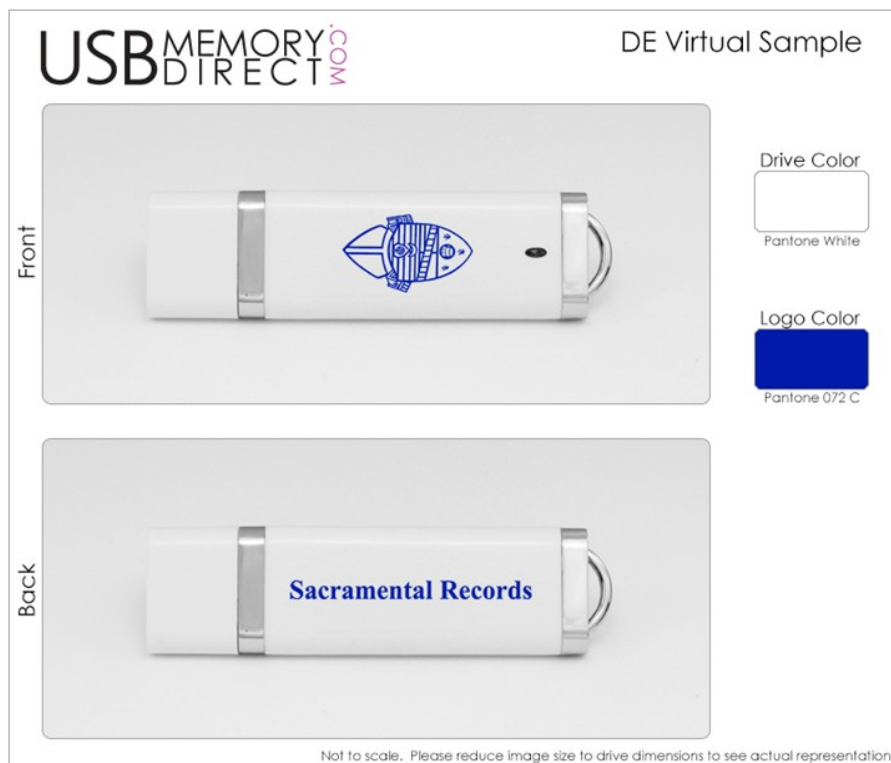 USB MEMORY DIRECT .COM
DE Virtual Sample
Front
Drive Color
Pantone White
Logo Color
Pantone 072 C
Back
Sacramental Records
Not to scale. Please reduce image size to drive dimensions to see actual representation